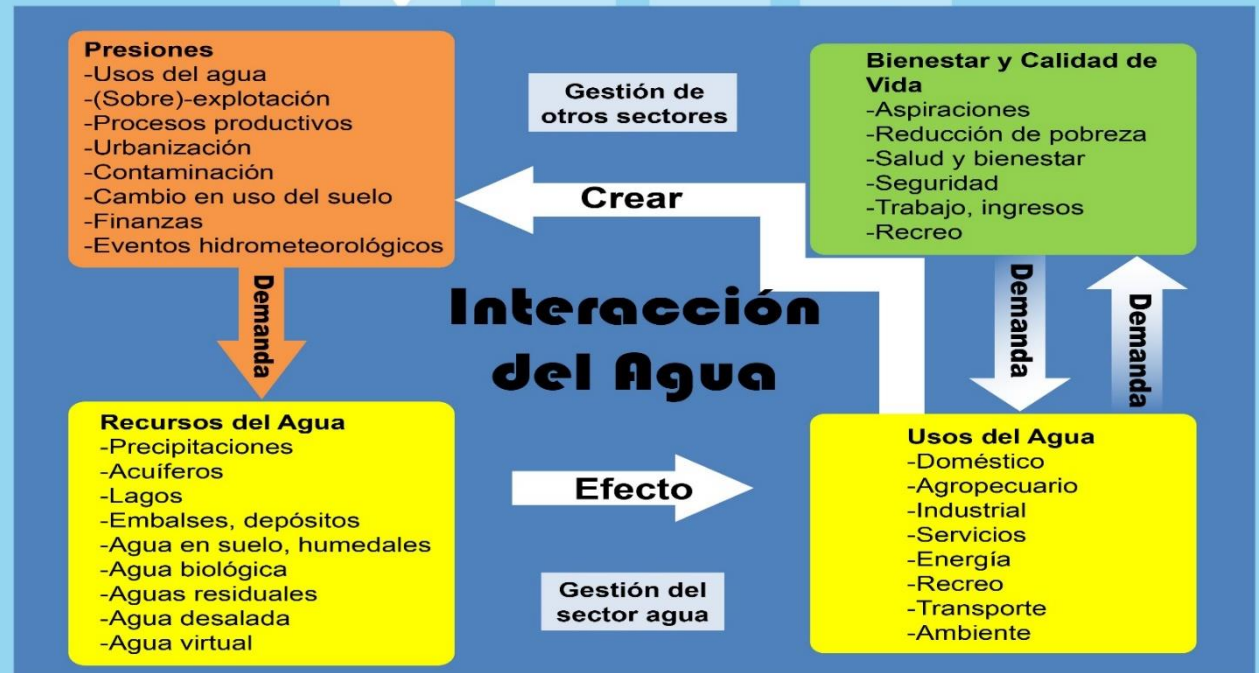 Presiones
-Usos del agua
-(Sobre)-explotación
-Procesos productivos
-Urbanización
-Contaminación
-Cambio en uso del suelo
-Finanzas
-Eventos hidrometeorológicos
Gestión de
otros sectores
Bienestar y Calidad de
Vida
-Aspiraciones
-Reducción de pobreza
-Salud y bienestar
-Seguridad
-Trabajo, ingresos
-Recreo
Crear
Demanda
Interacción
del Agua
Demanda
Demanda
Recursos del Agua
-Precipitaciones
-Acuíferos
-Lagos
-Embalses, depósitos
-Agua en suelo, humedales
-Agua biológica
-Aguas residuales
-Agua desalada
-Agua virtual
Efecto
Gestión del
sector agua
Usos del Agua
-Doméstico
-Agropecuario
-Industrial
-Servicios
-Energía
-Recreo
-Transporte
-Ambiente